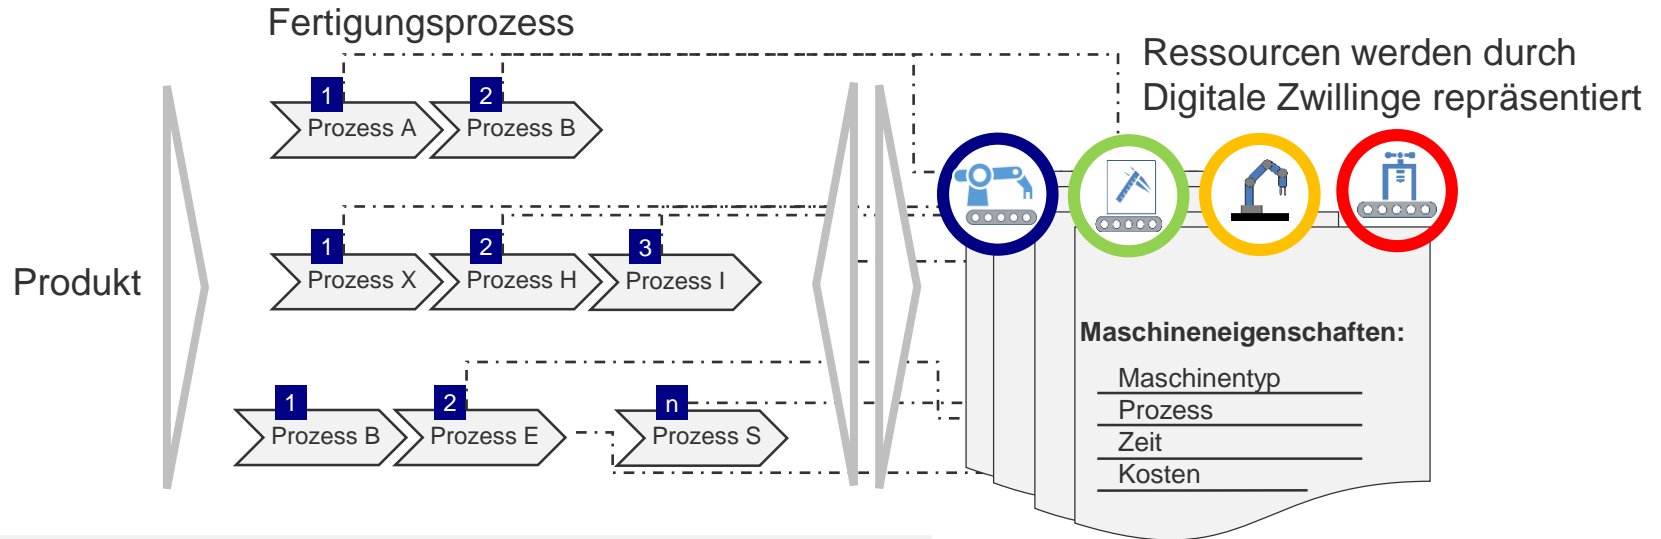 Fertigungsprozess
Ressourcen werden durch
Digitale Zwillinge repräsentiert
1
2
Prozess A
Prozess B
1
2
3
Prozess X
Prozess H
Prozess I
Produkt
Maschineneigenschaften:
Maschinentyp
Prozess
Zeit
Kosten
1
2
n
Prozess B
Prozess E
Prozess S